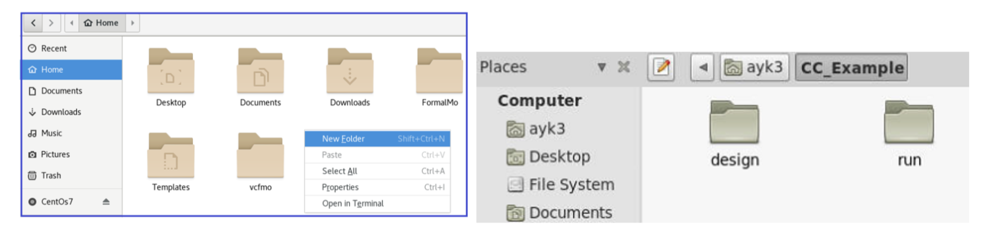 Home
Recent
Home
Documents
Downloads
Music
Pictures
Trash
CentOs7
Desktop
Documents
Downloads
FormalMo
Templates
vcfmo
New Folder Shift+Ctrl+N
Paste Ctrl+V
Select All Ctrl+A
Properties Ctrl+I
Open in Terminal
Places
ayk3
CC_Example
Computer
ayk3
Desktop
File System
Documents
design
run